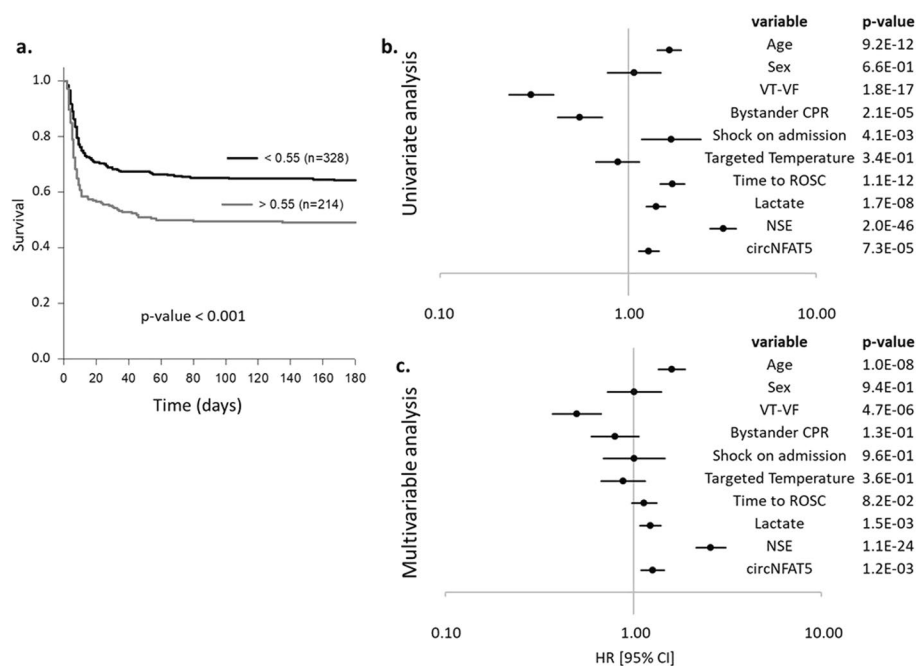 a.
Survival
1.0
0.8
0.6
0.4
0.2
0.0
< 0.55 (n=328)
> 0.55 (n=214)
p-value < 0.001
0 20 40 60 80 100 120 140 160 180
Time (days)
b.
Univariate analysis
variable p-value
Age 9.2E-12
Sex 6.6E-01
VT-VF 1.8E-17
Bystander CPR 2.1E-05
Shock on admission 4.1E-03
Targeted Temperature 3.4E-01
Time to ROSC 1.1E-12
Lactate 1.7E-08
NSE 2.0E-46
circNFAT5 7.3E-05
0.10 1.00 10.00
c.
Multivariable analysis
variable p-value
Age 1.0E-08
Sex 9.4E-01
VT-VF 4.7E-06
Bystander CPR 1.3E-01
Shock on admission 9.6E-01
Targeted Temperature 3.6E-01
Time to ROSC 8.2E-02
Lactate 1.5E-03
NSE 1.1E-24
circNFAT5 1.2E-03
0.10 1.00 10.00
HR [95% CI]